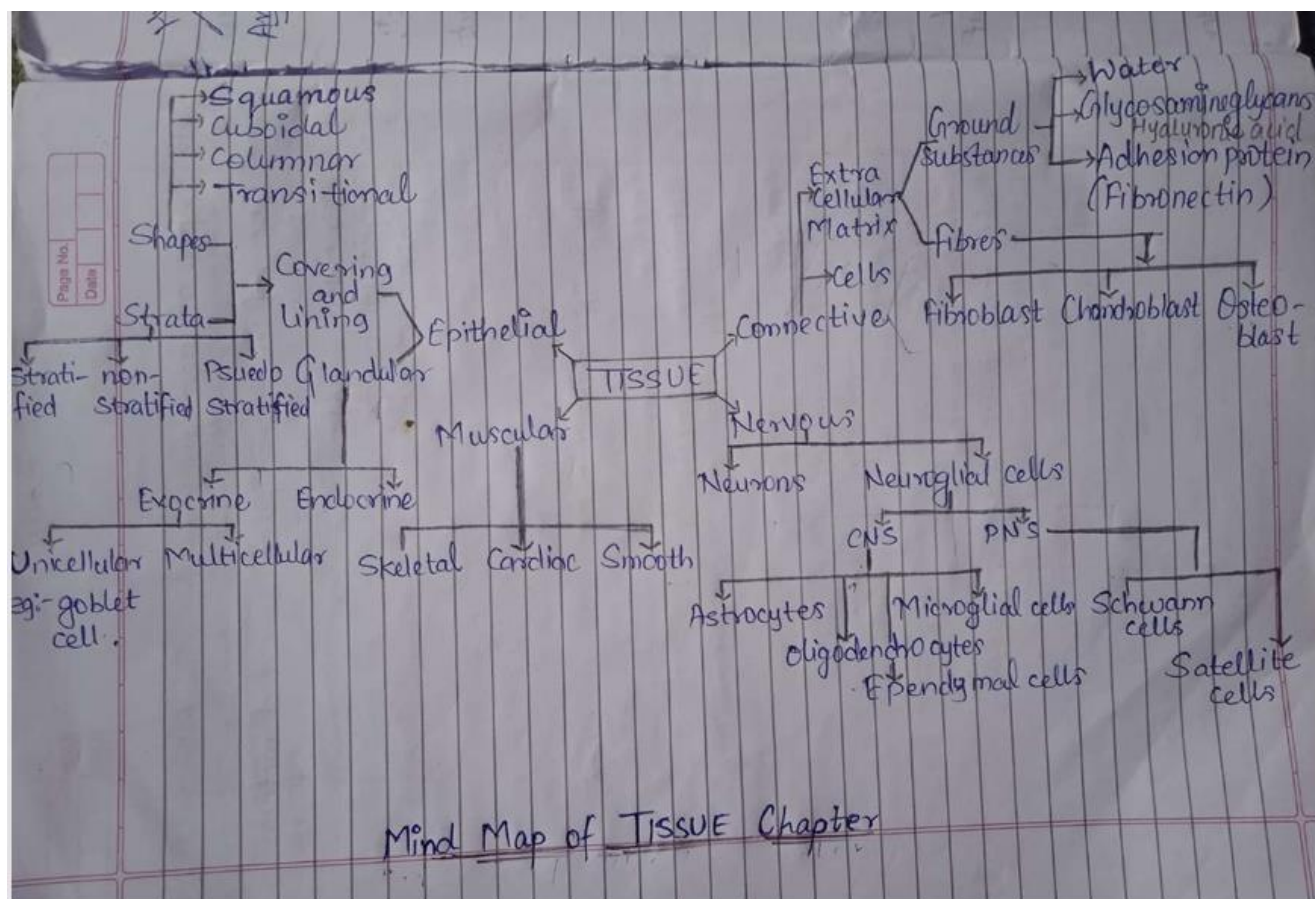 Squamous
Cuboidal
Columnar
Transitional
Shapes
Strata
Page No.
Date
Covering
and
Lining
Epithelial
Strati-
fied
non-
stratified
Psuedo
stratified
Glandular
Exocrine
Endocrine
Unicellular
eg:- goblet
cell.
Multicellular
TISSUE
Muscular
Skeletal
Cardiac
Smooth
Connective
Extra
Cellular
Matrix
Cells
Ground
substances
Water
Glycosaminoglycans
Hyaluronic acid
Adhesion protein
(Fibronectin)
Fibres
Fibroblast
Chondroblast
Osteo-
blast
Nervous
Neurons
Neuroglial cells
CNS
PNS
Astrocytes
Oligodendrocytes
Ependymal cells
Microglial cells
Schwann
cells
Satellite
cells
Mind Map of TISSUE Chapter